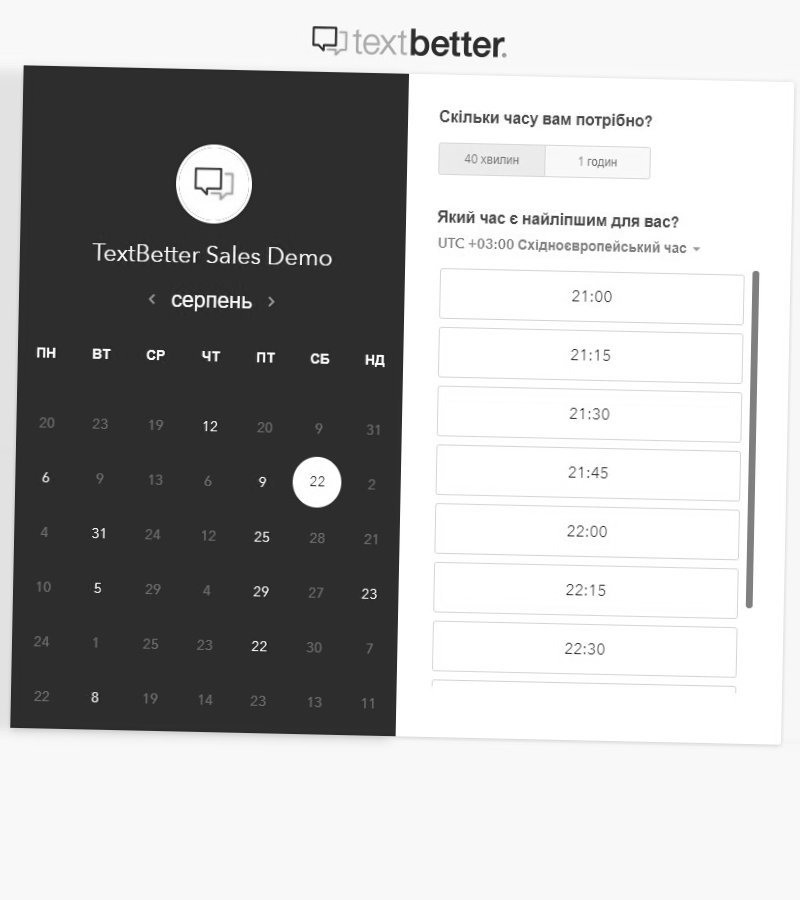 textbetter.
TextBetter Sales Demo
серпень
ПН ВТ СР ЧТ ПТ СБ НД
20 23 19 12 20 9 31
6 9 13 6 9 22 2
4 31 24 12 25 28 21
10 5 29 4 29 27 23
24 1 25 23 22 30 7
22 8 19 14 23 13 11
Скільки часу вам потрібно?
40 хвилин 1 годин
Який час є найліпшим для вас?
UTC +03:00 Східноєвропейський час
21:00
21:15
21:30
21:45
22:00
22:15
22:30